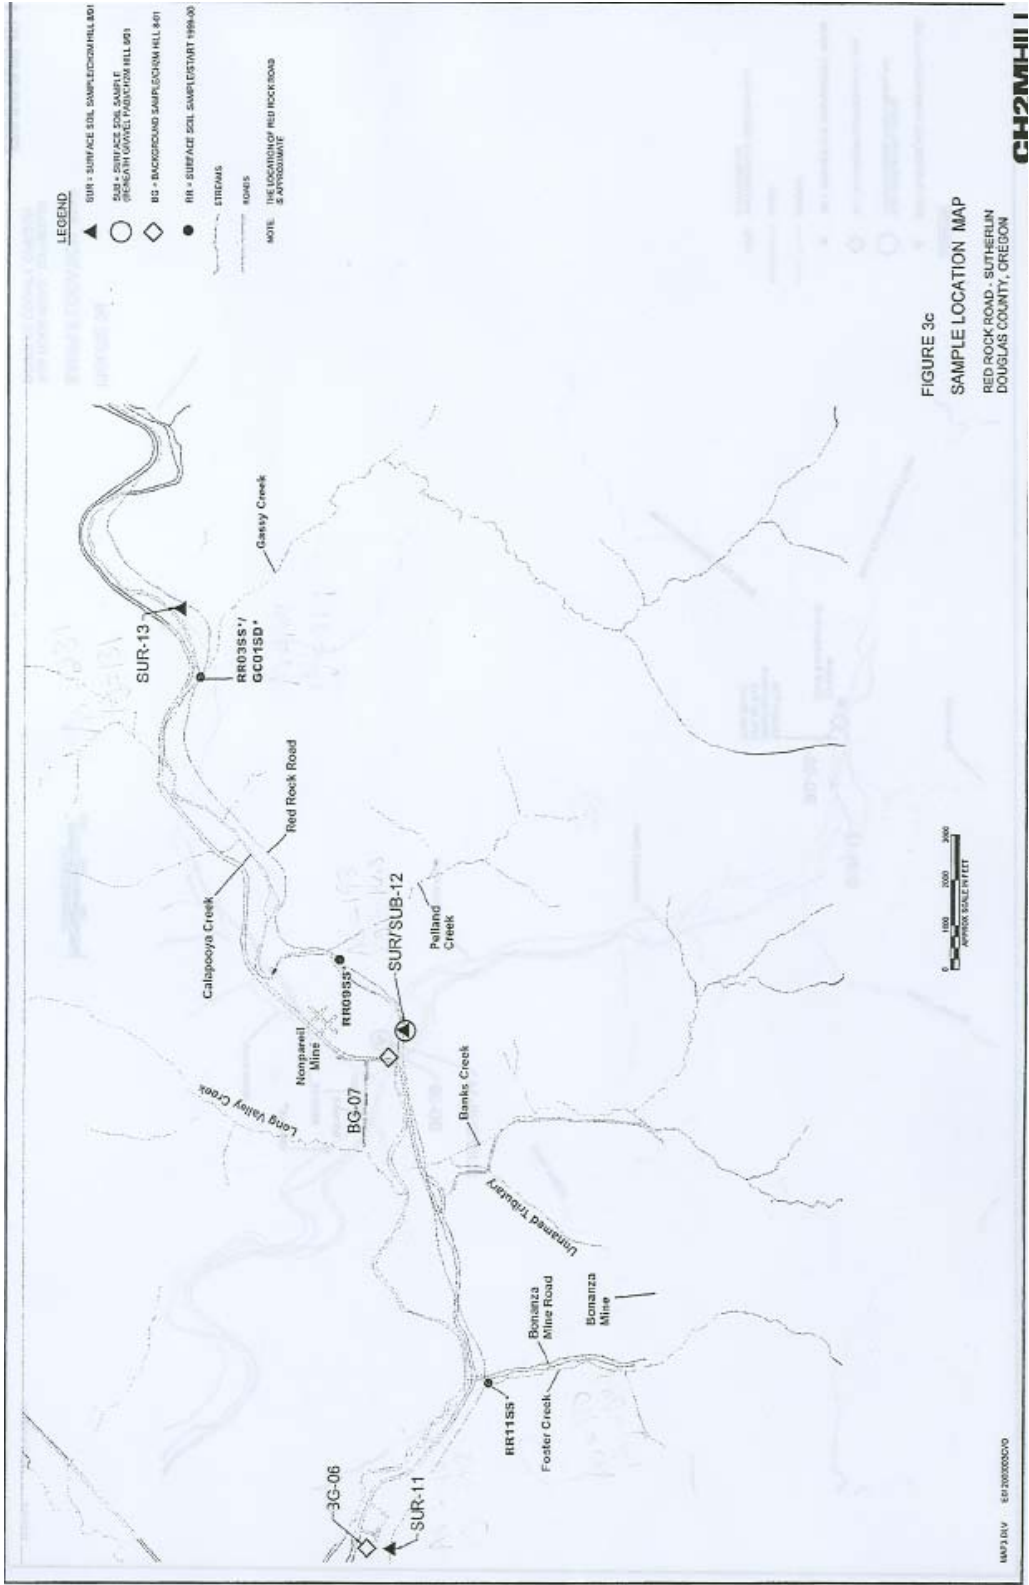 LEGEND
SUR = SURFACE SOIL SAMPLE/CH2M HILL 8/01
SUB = SURFACE SOIL SAMPLE
(BENEATH GRAVEL PAD)/CH2M HILL 8/01
BG = BACKGROUND SAMPLE/CH2M HILL 8-01
RR = SURFACE SOIL SAMPLE/START 1999-00
STREAMS
ROADS
NOTE: THE LOCATION OF RED ROCK ROAD
IS APPROXIMATE
SUR-13
Gassy Creek
RR03SS*/
GC01SD*
Calapooya Creek
Red Rock Road
Nonpareil
Mine
RR09SS*
SUR/SUB-12
Pelland
Creek
Long Valley Creek
BG-07
Banks Creek
Unnamed Tributary
Bonanza
Mine Road
Bonanza
Mine
RR11SS*
Foster Creek
BG-06
SUR-11
0 1000 2000 3000
APPROX SCALE IN FEET
FIGURE 3c
SAMPLE LOCATION MAP
RED ROCK ROAD - SUTHERLIN
DOUGLAS COUNTY, OREGON
CH2MHILL